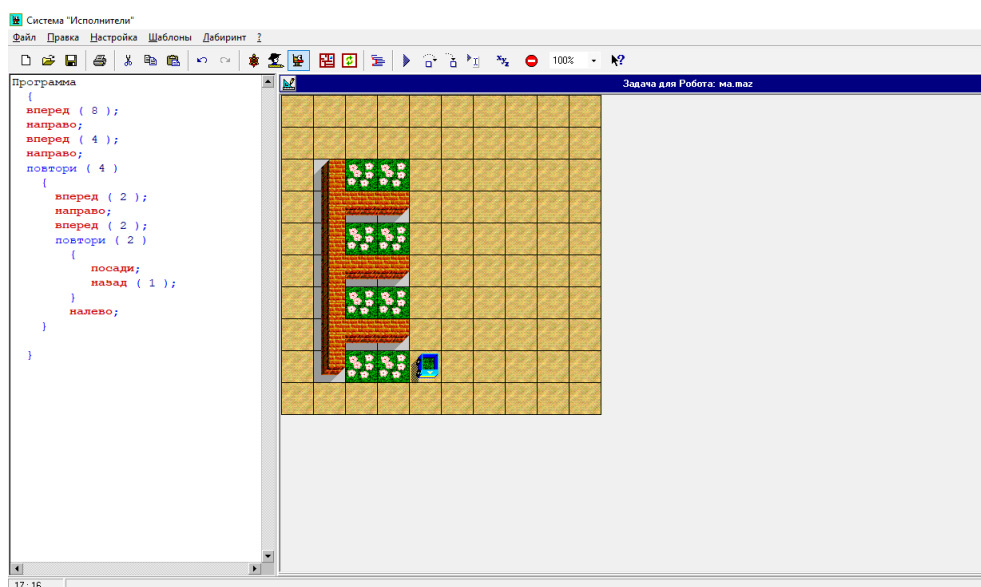 Система "Исполнители"
Файл Правка Настройка Шаблоны Лабиринт ?
100%
Программа
Задача для Робота: ма.maz
{
вперед ( 8 );
направо;
вперед ( 4 );
направо;
повтори ( 4 )
{
вперед ( 2 );
направо;
вперед ( 2 );
повтори ( 2 )
{
посади;
назад ( 1 );
}
налево;
}
}
17 : 16